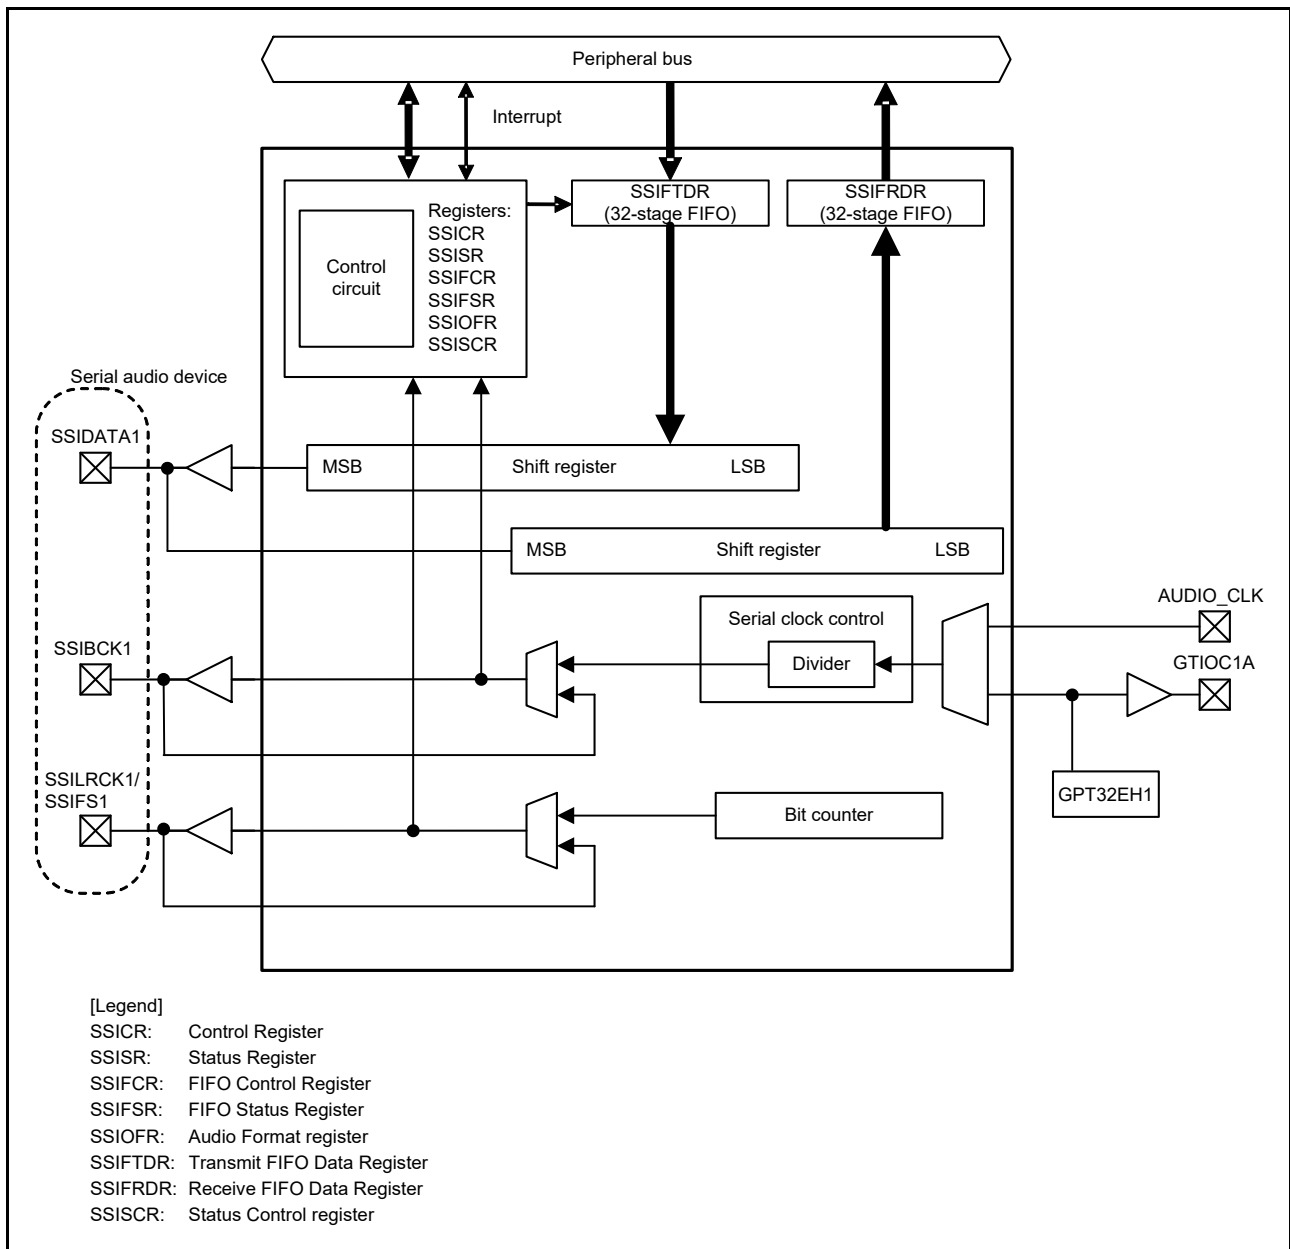 Peripheral bus
Interrupt
SSIFTDR
(32-stage FIFO)
SSIFRDR
(32-stage FIFO)
Control
circuit
Registers:
SSICR
SSISR
SSIFCR
SSIFSR
SSIOFR
SSISCR
Serial audio device
SSIDATA1
MSB Shift register LSB
MSB Shift register LSB
SSIBCK1
Serial clock control
Divider
AUDIO_CLK
GTIOC1A
GPT32EH1
SSILRCK1/
SSIFS1
Bit counter
[Legend]
SSICR: Control Register
SSISR: Status Register
SSIFCR: FIFO Control Register
SSIFSR: FIFO Status Register
SSIOFR: Audio Format register
SSIFTDR: Transmit FIFO Data Register
SSIFRDR: Receive FIFO Data Register
SSISCR: Status Control register